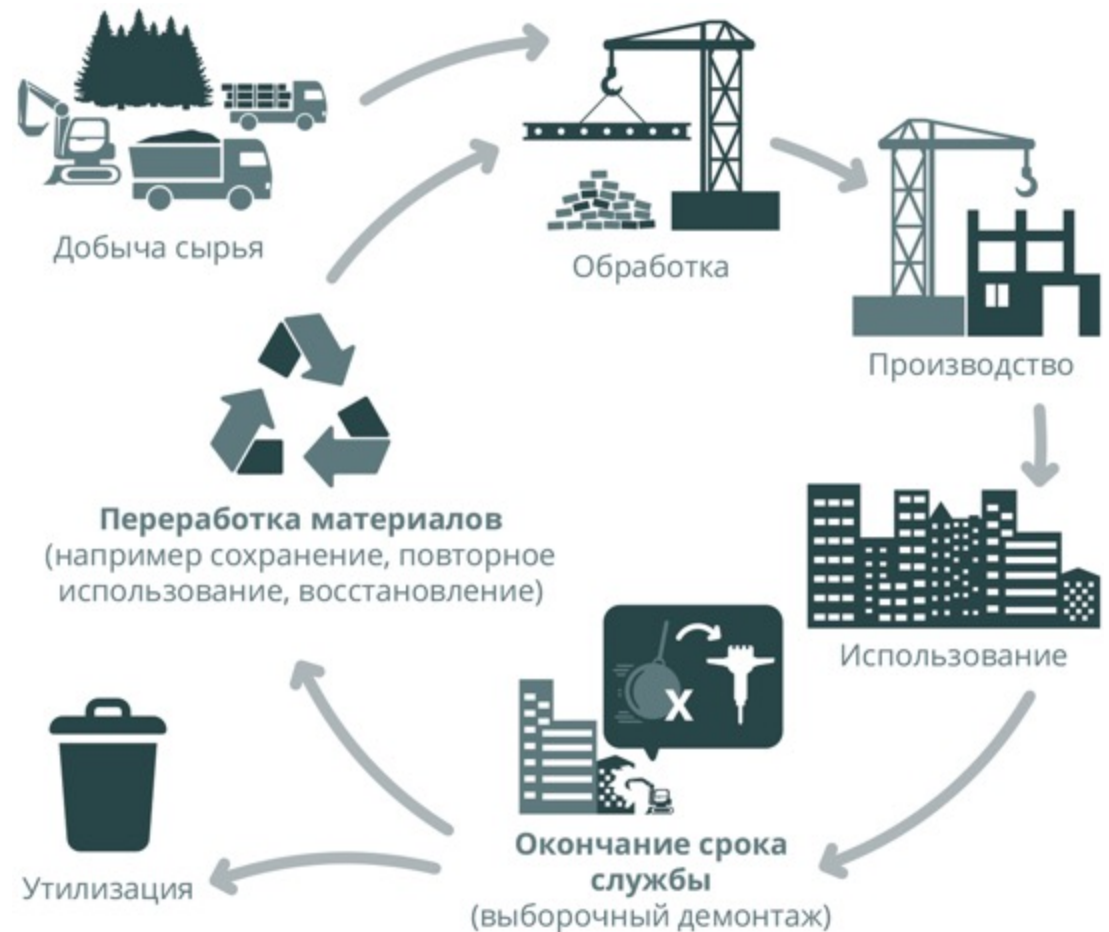 Добыча сырья
Обработка
Производство
Переработка материалов
(например сохранение, повторное
использование, восстановление)
Использование
X
Окончание срока
службы
(выборочный демонтаж)
Утилизация